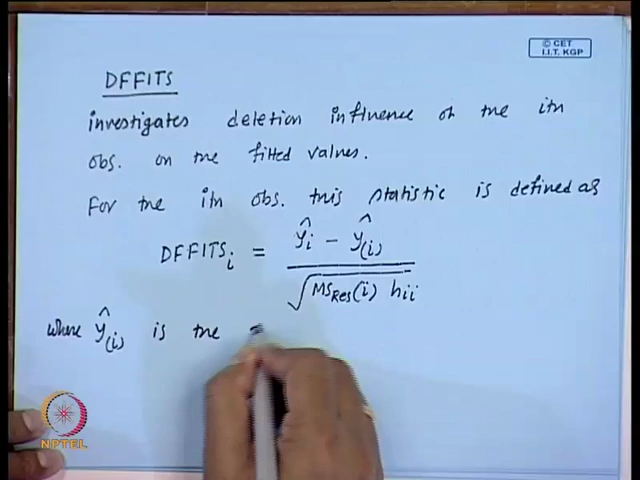 © CET
I.I.T. KGP
DFFITS
investigates deletion influence of the ith
obs. on the fitted values.
For the ith obs. this statistic is defined as
DFFITS_i = (ŷ_i − ŷ_(i)) / √(MS_Res(i) h_ii)
where ŷ_(i) is the
NPTEL